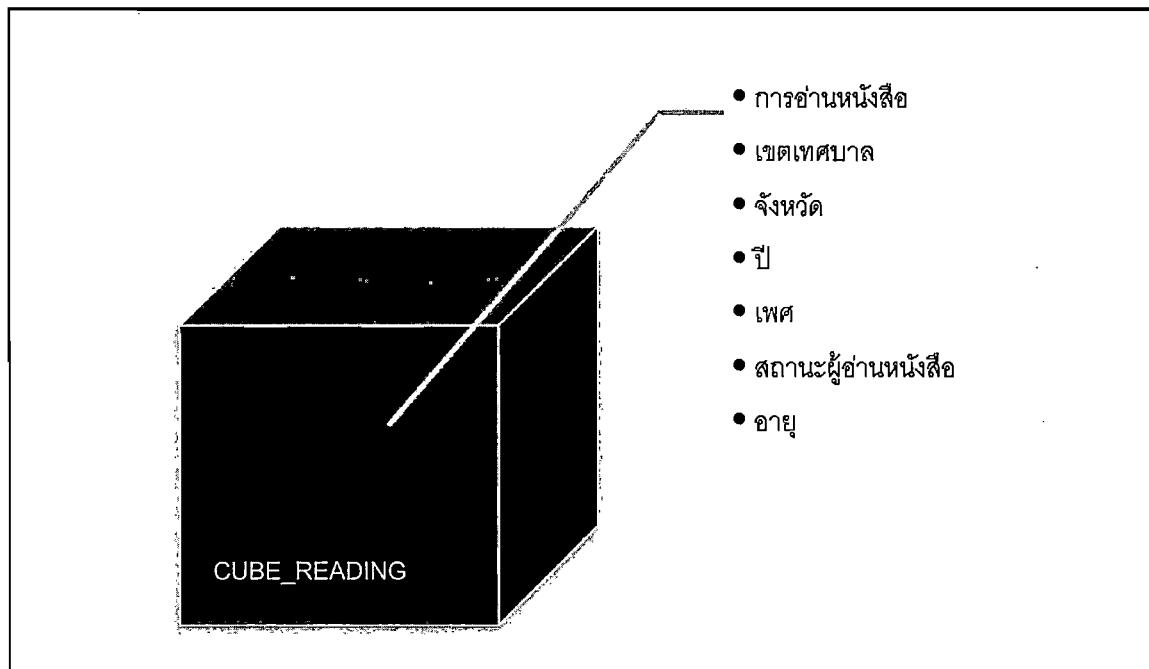 • การอ่านหนังสือ
• เขตเทศบาล
• จังหวัด
• ปี
• เพศ
• สถานะผู้อ่านหนังสือ
• อายุ
CUBE_READING